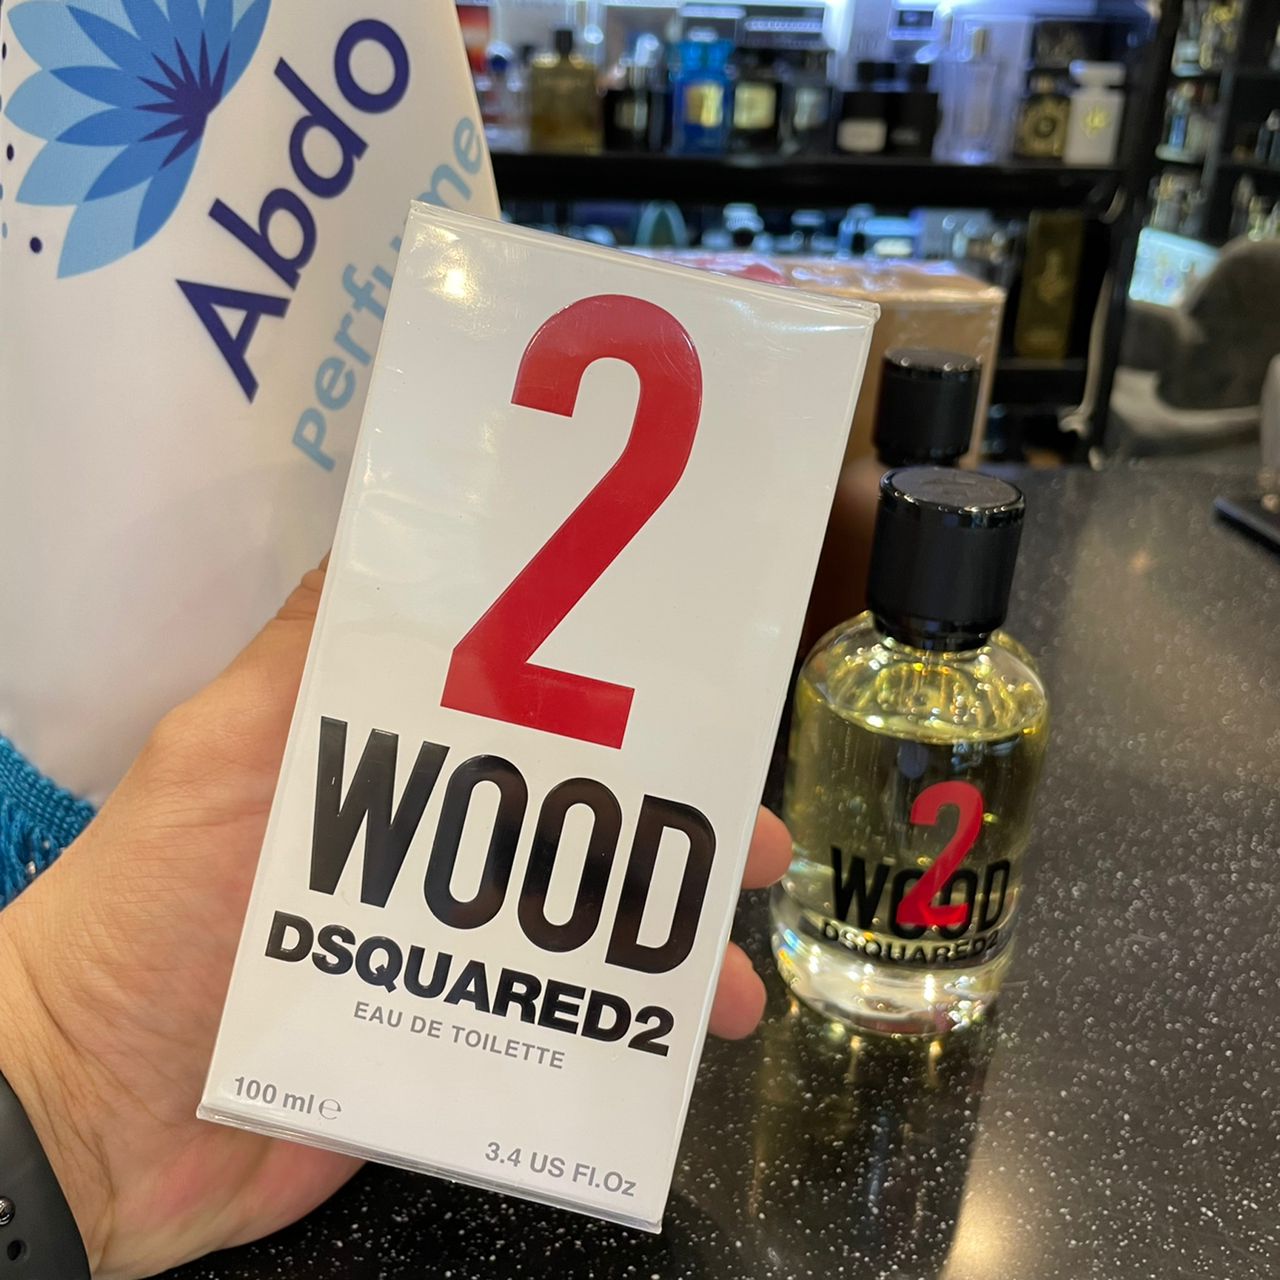 Abdo
Perfume
2
WOOD
DSQUARED2
EAU DE TOILETTE
100 ml ℮
3.4 US Fl.Oz
2
WOOD
DSQUARED2